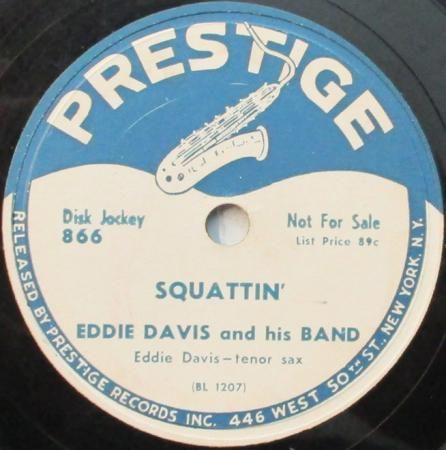 PRESTIGE
Disk Jockey
866
Not For Sale
List Price 89c
SQUATTIN'
EDDIE DAVIS and his BAND
Eddie Davis—tenor sax
(BL 1207)
RELEASED BY PRESTIGE RECORDS INC. 446 WEST 50TH ST., NEW YORK, N.Y.